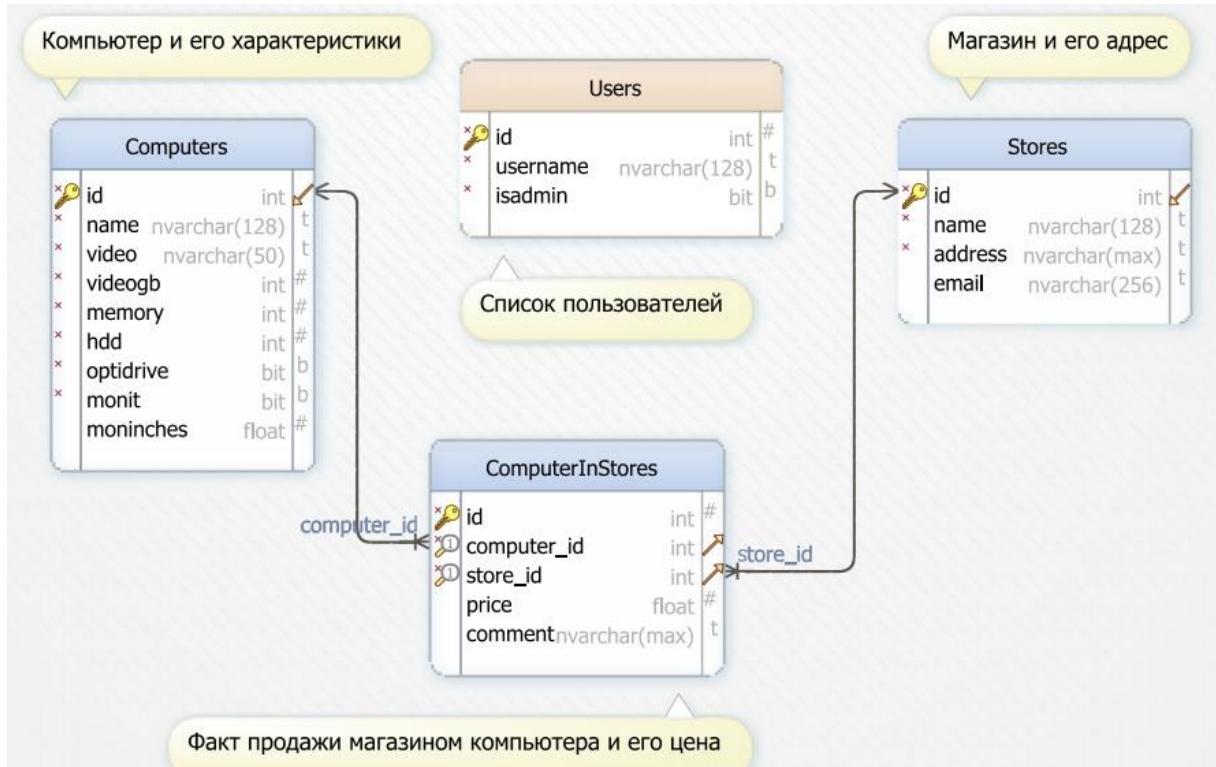 Компьютер и его характеристики
Магазин и его адрес
Users
id int #
username nvarchar(128) t
isadmin bit b
Список пользователей
Computers
id int
name nvarchar(128) t
video nvarchar(50) t
videogb int #
memory int #
hdd int #
optidrive bit b
monit bit b
moninches float #
Stores
id int
name nvarchar(128) t
address nvarchar(max) t
email nvarchar(256) t
ComputerInStores
id int #
computer_id
1 computer_id int
1 store_id int
store_id
price float #
comment nvarchar(max) t
Факт продажи магазином компьютера и его цена